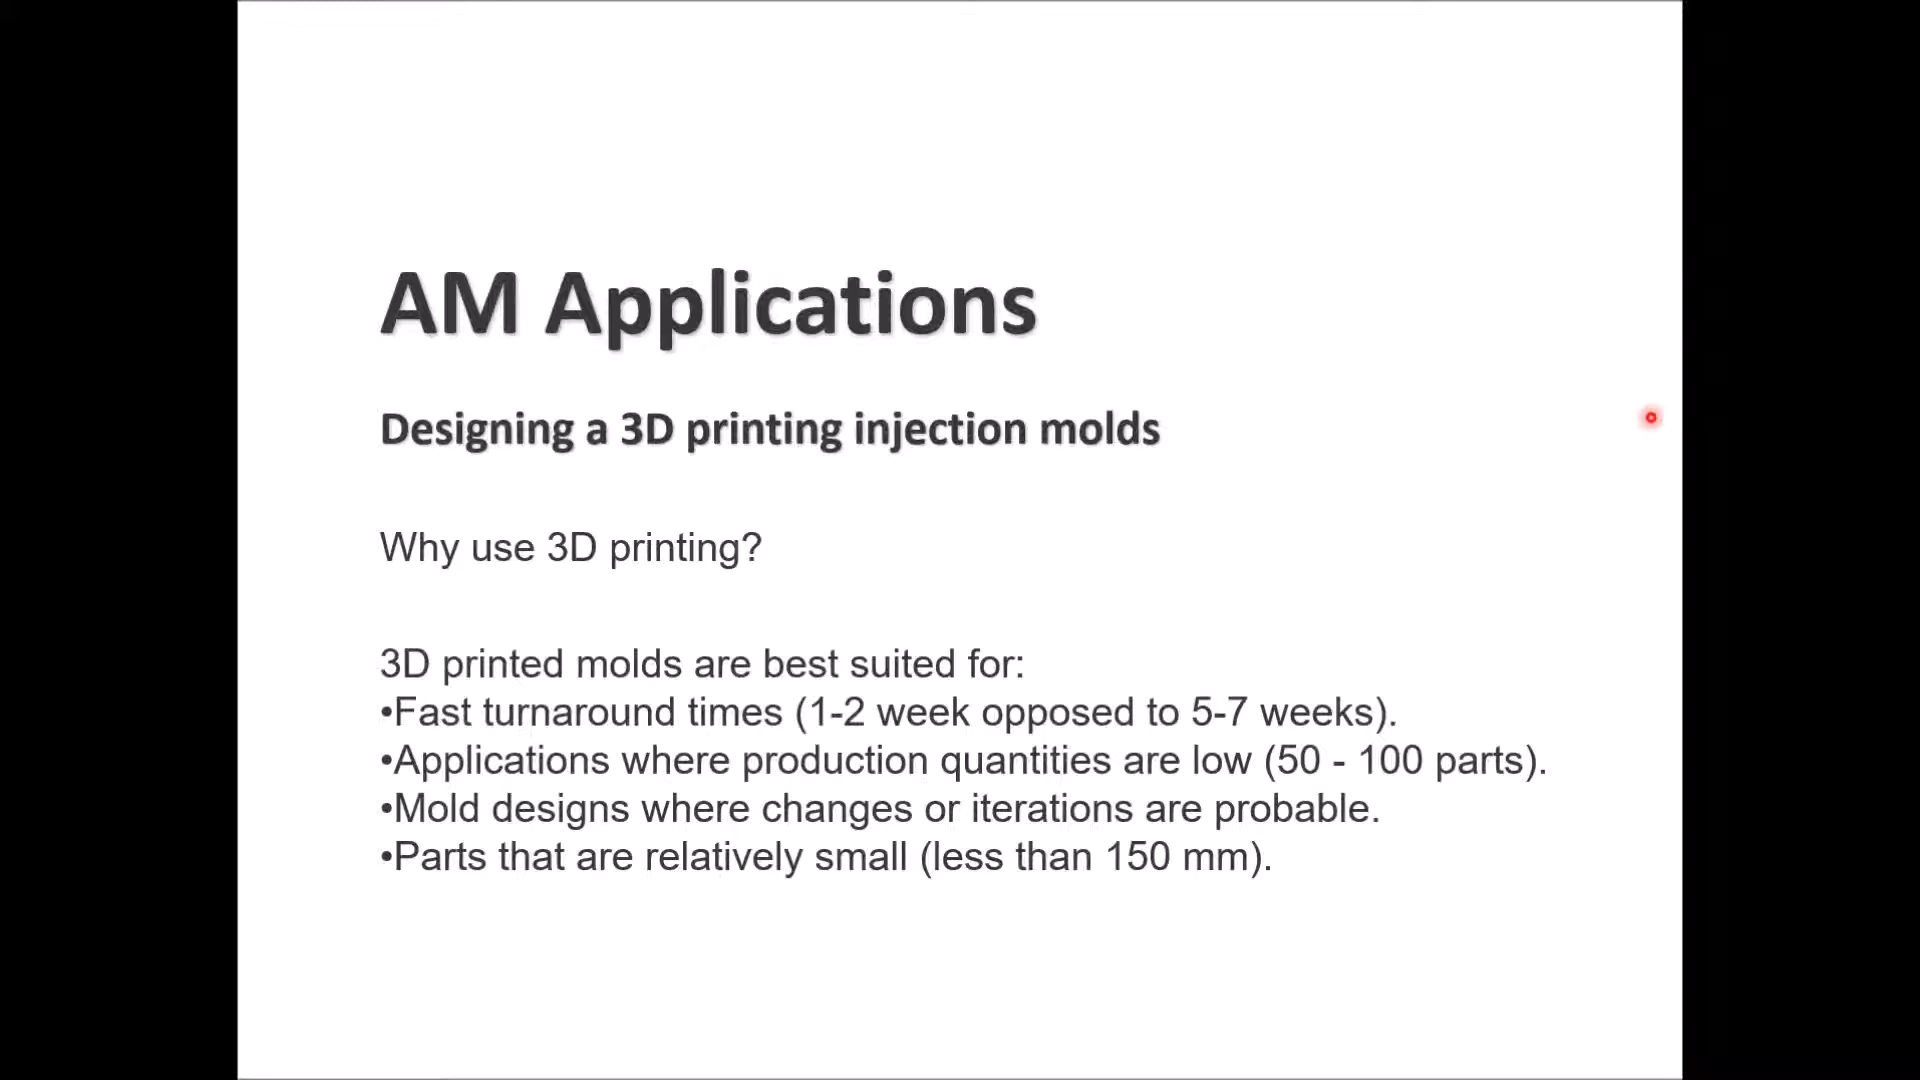 AM Applications
Designing a 3D printing injection molds
Why use 3D printing?
3D printed molds are best suited for:
•Fast turnaround times (1-2 week opposed to 5-7 weeks).
•Applications where production quantities are low (50 - 100 parts).
•Mold designs where changes or iterations are probable.
•Parts that are relatively small (less than 150 mm).